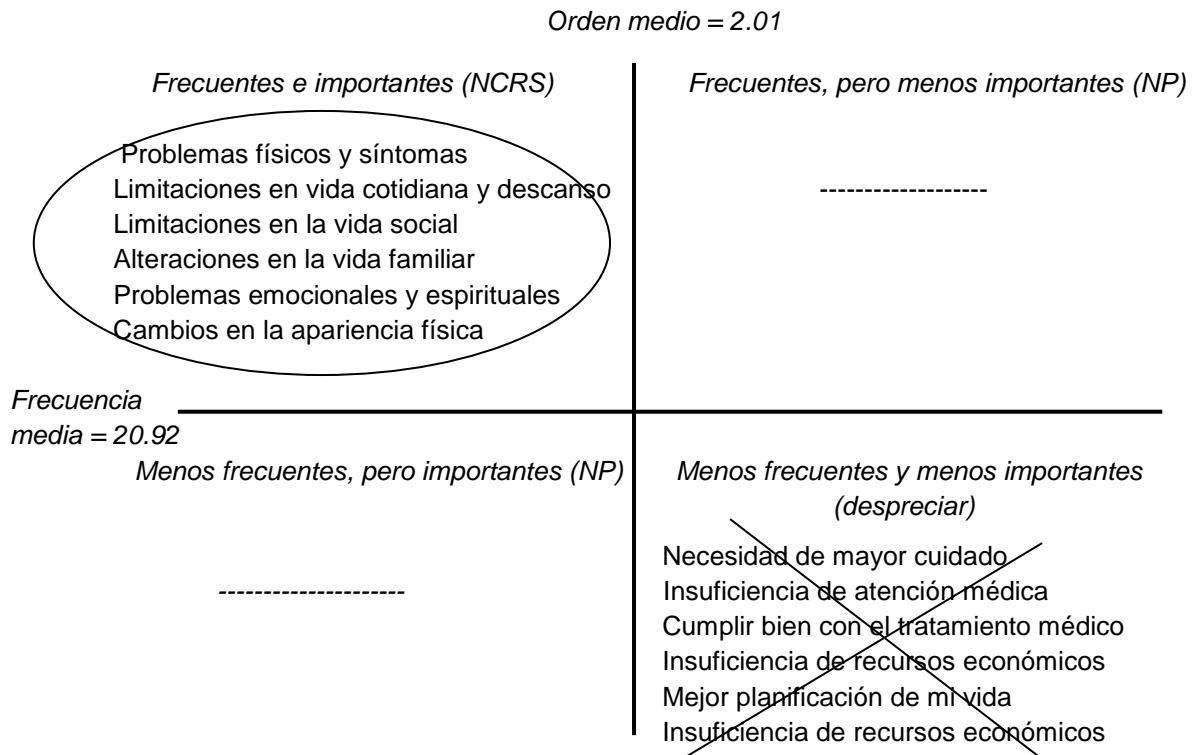 Orden medio = 2.01
Frecuentes e importantes (NCRS)
Frecuentes, pero menos importantes (NP)
Problemas físicos y síntomas
Limitaciones en vida cotidiana y descanso
Limitaciones en la vida social
Alteraciones en la vida familiar
Problemas emocionales y espirituales
Cambios en la apariencia física
-------------------
Frecuencia
media = 20.92
Menos frecuentes, pero importantes (NP)
---------------------
Menos frecuentes y menos importantes
(despreciar)
Necesidad de mayor cuidado
Insuficiencia de atención médica
Cumplir bien con el tratamiento médico
Insuficiencia de recursos económicos
Mejor planificación de mi vida
Insuficiencia de recursos económicos